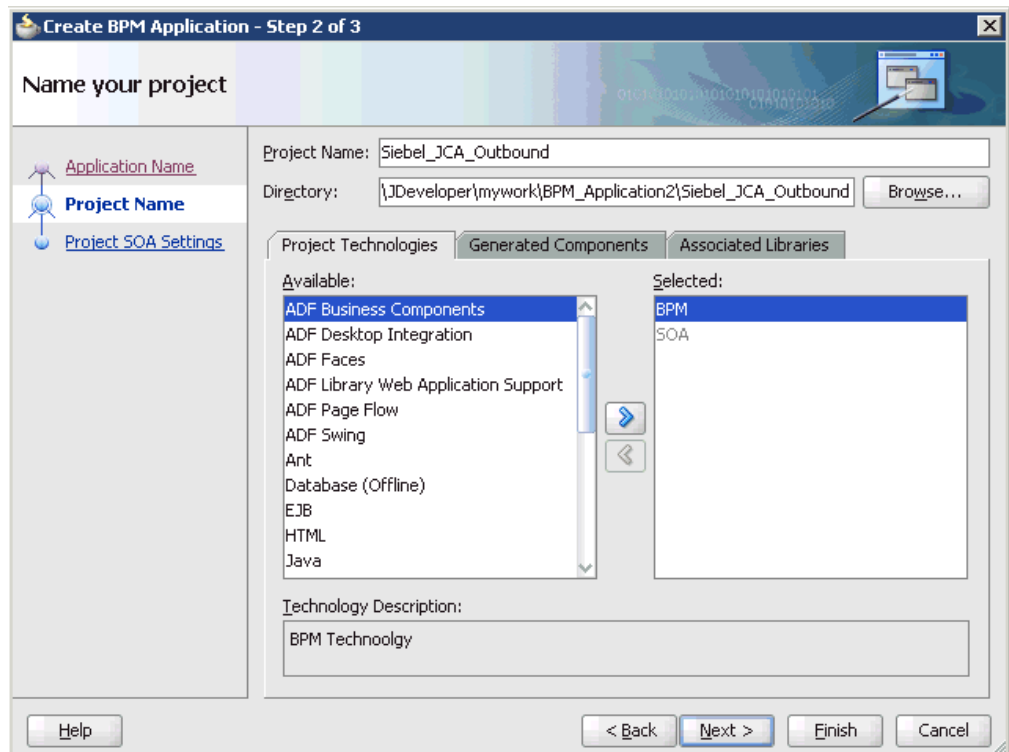 Create BPM Application - Step 2 of 3
Name your project
Application Name
Project Name
Project SOA Settings
Project Name: Siebel_JCA_Outbound
Directory: \JDeveloper\mywork\BPM_Application2\Siebel_JCA_Outbound Browse...
Project Technologies Generated Components Associated Libraries
Available: Selected:
ADF Business Components BPM
ADF Desktop Integration SOA
ADF Faces
ADF Library Web Application Support
ADF Page Flow
ADF Swing
Ant
Database (Offline)
EJB
HTML
Java
Technology Description:
BPM Technoolgy
Help < Back Next > Finish Cancel